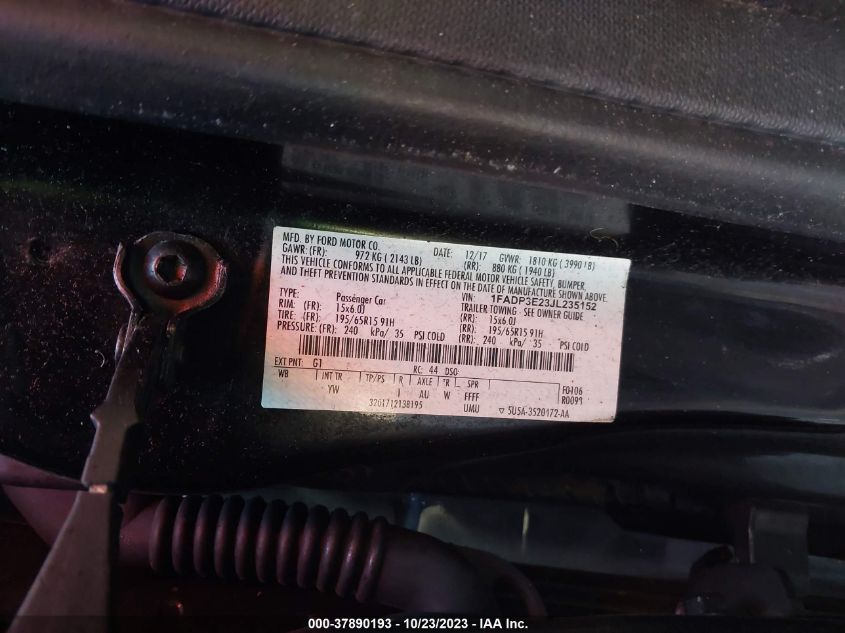 MFD. BY FORD MOTOR CO. DATE: 12/17 GVWR: 1810 KG ( 3990 LB)
GAWR: (FR): 972 KG ( 2143 LB) (RR): 880 KG ( 1940 LB)
THIS VEHICLE CONFORMS TO ALL APPLICABLE FEDERAL MOTOR VEHICLE SAFETY, BUMPER,
AND THEFT PREVENTION STANDARDS IN EFFECT ON THE DATE OF MANUFACTURE SHOWN ABOVE.
VIN: 1FADP3E23JL235152
TYPE: Passenger Car TRAILER TOWING - SEE OWNER GUIDE
RIM. (FR): 15x6.0J (RR): 15x6.0J
TIRE: (FR): 195/65R15 91H (RR): 195/65R15 91H
PRESSURE: (FR): 240 kPa/ 35 PSI COLD (RR): 240 kPa/ 35 PSI COLD
EXT PNT: G1 RC: 44 DSO:
WB INT TR TP/PS R AXLE TR SPR F0106
YW I AU W FFFF R0091
3201712138195 UMU ▽ 5U5A-3520172-AA
000-37890193 - 10/23/2023 - IAA Inc.